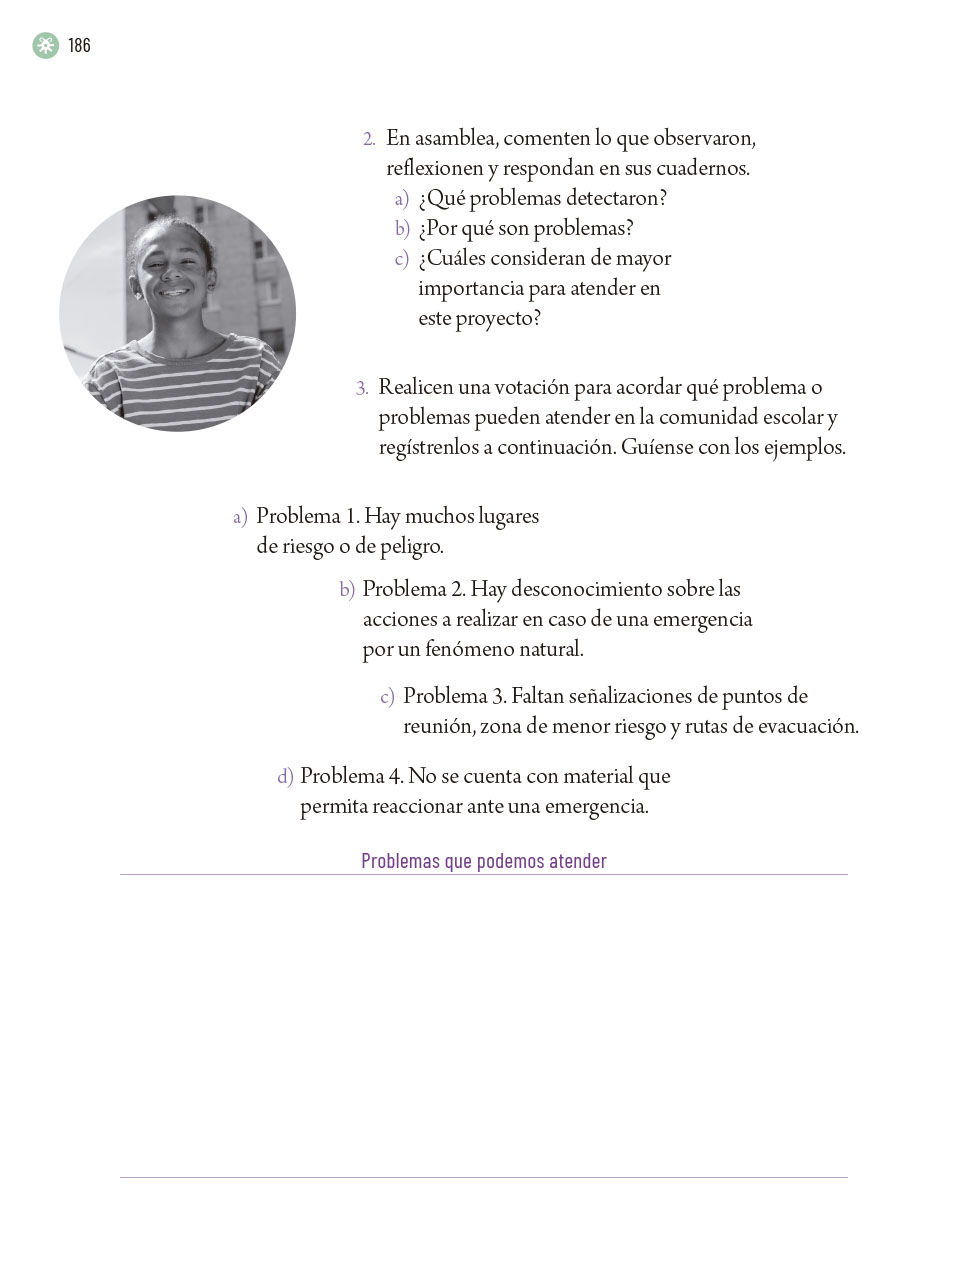 186
2. En asamblea, comenten lo que observaron,
reflexionen y respondan en sus cuadernos.
a) ¿Qué problemas detectaron?
b) ¿Por qué son problemas?
c) ¿Cuáles consideran de mayor
importancia para atender en
este proyecto?
3. Realicen una votación para acordar qué problema o
problemas pueden atender en la comunidad escolar y
regístrenlos a continuación. Guíense con los ejemplos.
a) Problema 1. Hay muchos lugares
de riesgo o de peligro.
b) Problema 2. Hay desconocimiento sobre las
acciones a realizar en caso de una emergencia
por un fenómeno natural.
c) Problema 3. Faltan señalizaciones de puntos de
reunión, zona de menor riesgo y rutas de evacuación.
d) Problema 4. No se cuenta con material que
permita reaccionar ante una emergencia.
Problemas que podemos atender